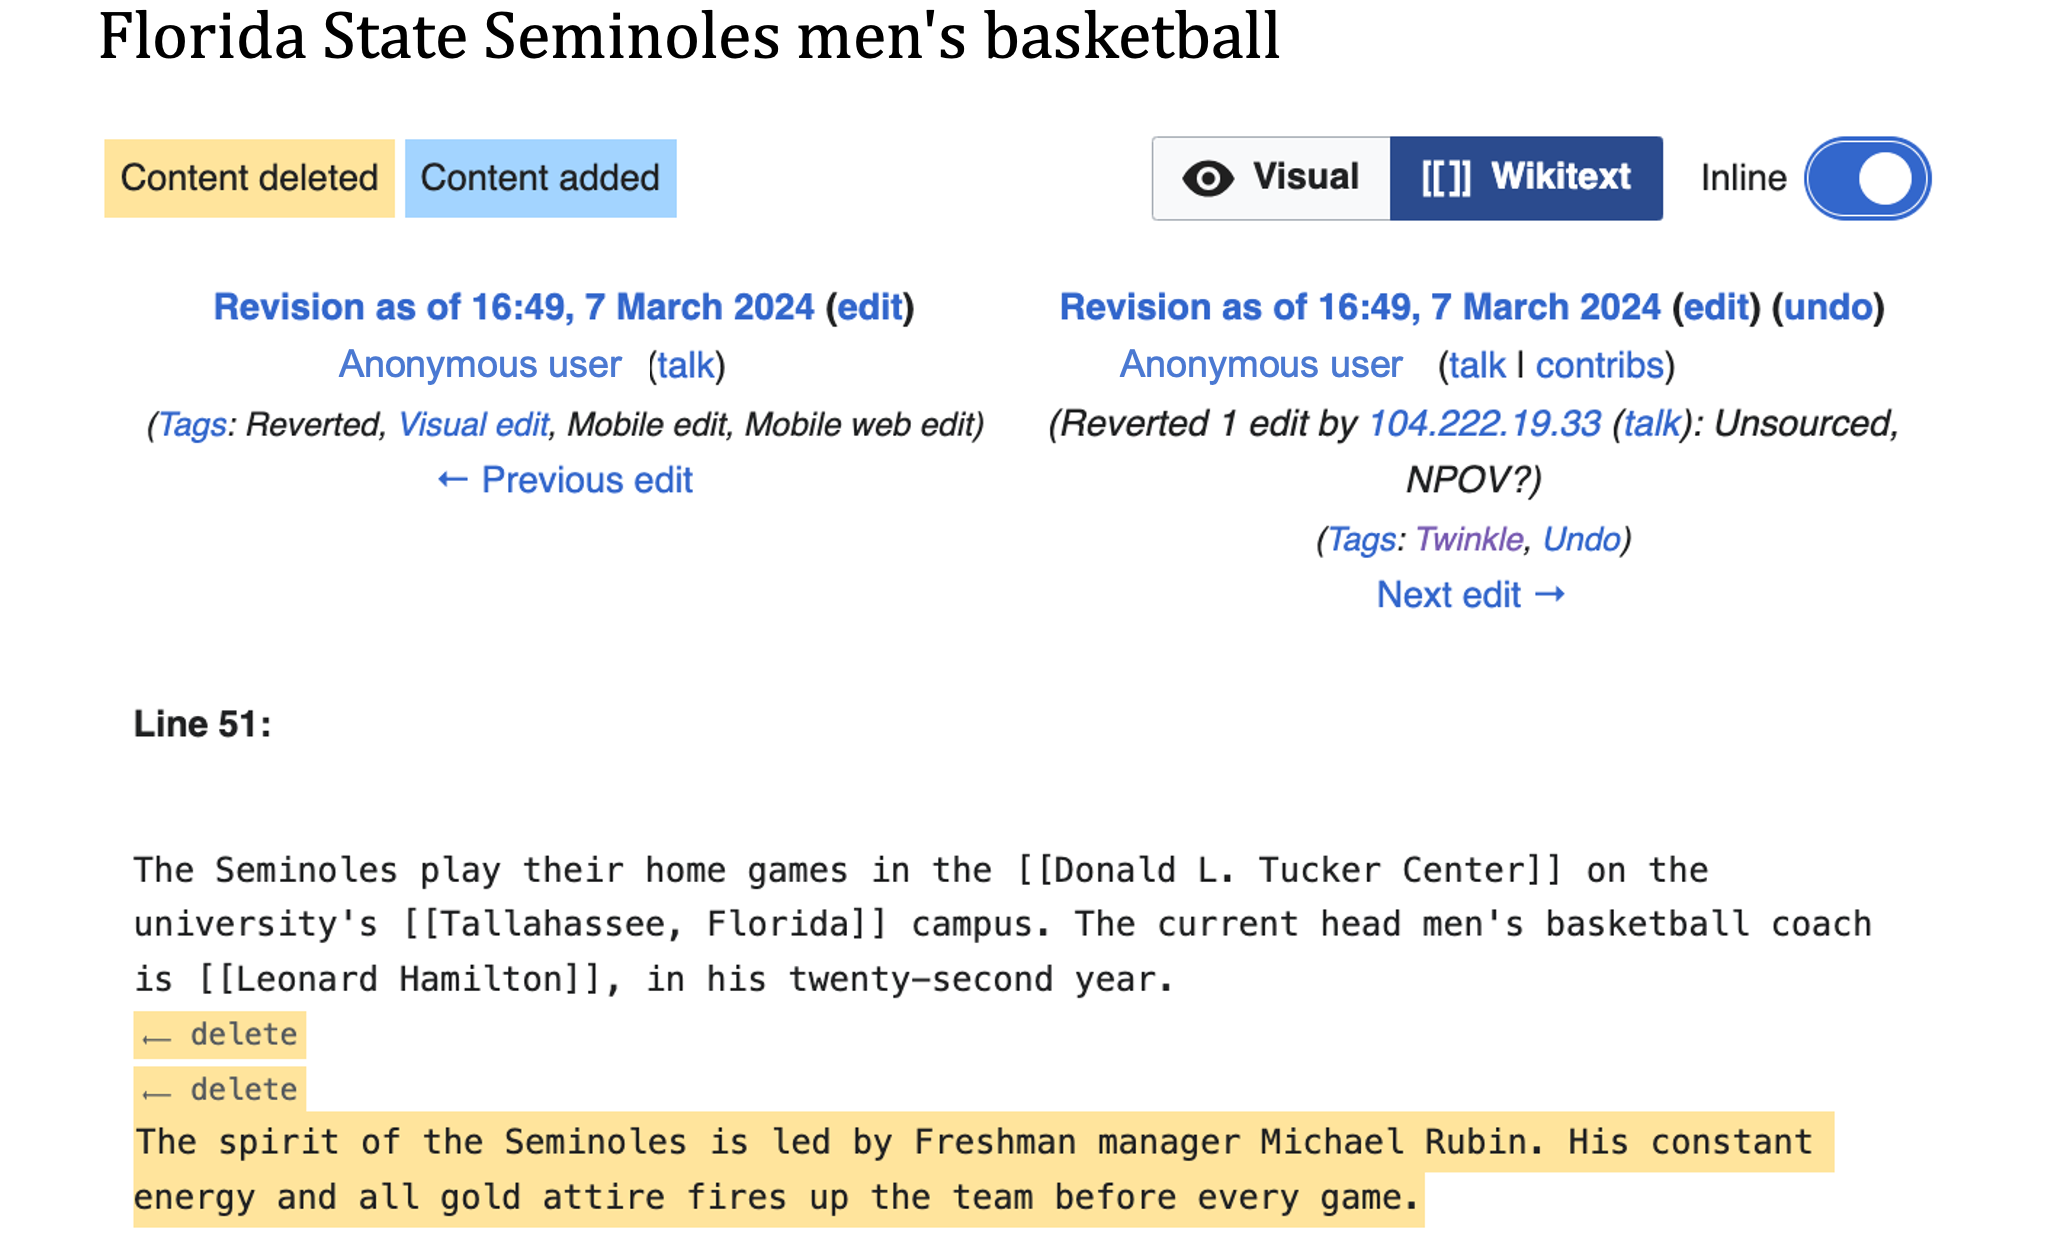 Florida State Seminoles men's basketball
Content deleted Content added Visual [[]] Wikitext Inline
Revision as of 16:49, 7 March 2024 (edit)
Anonymous user (talk)
(Tags: Reverted, Visual edit, Mobile edit, Mobile web edit)
← Previous edit
Revision as of 16:49, 7 March 2024 (edit) (undo)
Anonymous user (talk | contribs)
(Reverted 1 edit by 104.222.19.33 (talk): Unsourced,
NPOV?)
(Tags: Twinkle, Undo)
Next edit →
Line 51:
The Seminoles play their home games in the [[Donald L. Tucker Center]] on the
university's [[Tallahassee, Florida]] campus. The current head men's basketball coach
is [[Leonard Hamilton]], in his twenty-second year.
← delete
← delete
The spirit of the Seminoles is led by Freshman manager Michael Rubin. His constant
energy and all gold attire fires up the team before every game.